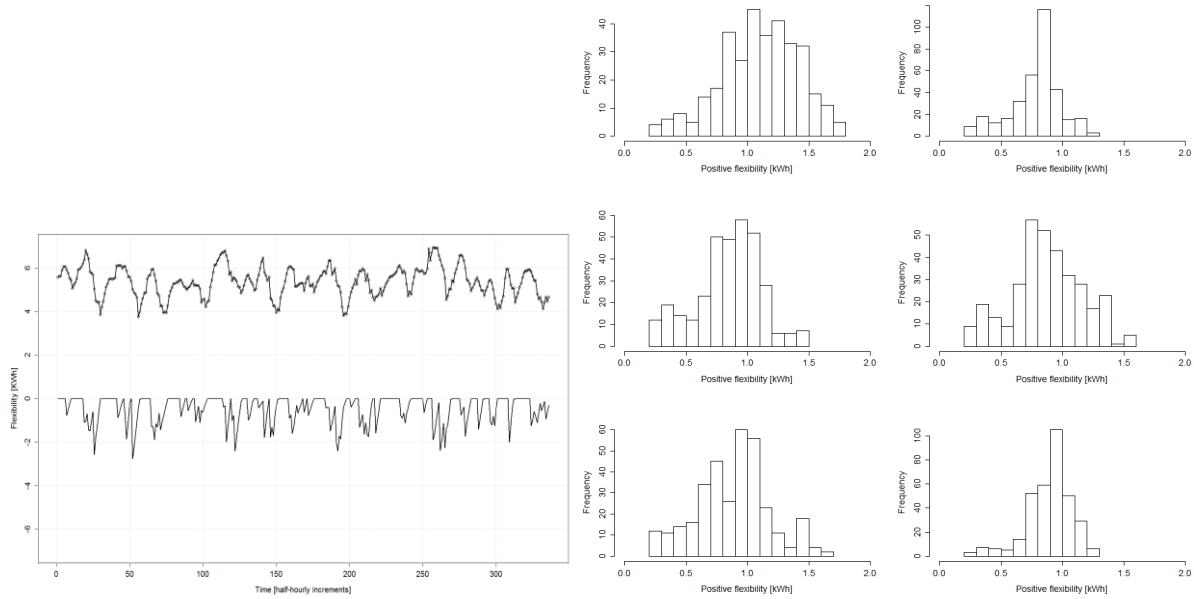 Flexibility [KWh]
6
4
2
0
-2
-4
-6
0 50 100 150 200 250 300
Time [half-hourly increments]
Frequency
0 10 20 30 40
0.0 0.5 1.0 1.5 2.0
Positive flexibility [kWh]
Frequency
0 20 40 60 80 100
0.0 0.5 1.0 1.5 2.0
Positive flexibility [kWh]
Frequency
0 10 20 30 40 50 60
0.0 0.5 1.0 1.5 2.0
Positive flexibility [kWh]
Frequency
0 10 20 30 40 50
0.0 0.5 1.0 1.5 2.0
Positive flexibility [kWh]
Frequency
0 10 20 30 40 50 60
0.0 0.5 1.0 1.5 2.0
Positive flexibility [kWh]
Frequency
0 20 40 60 80 100
0.0 0.5 1.0 1.5 2.0
Positive flexibility [kWh]